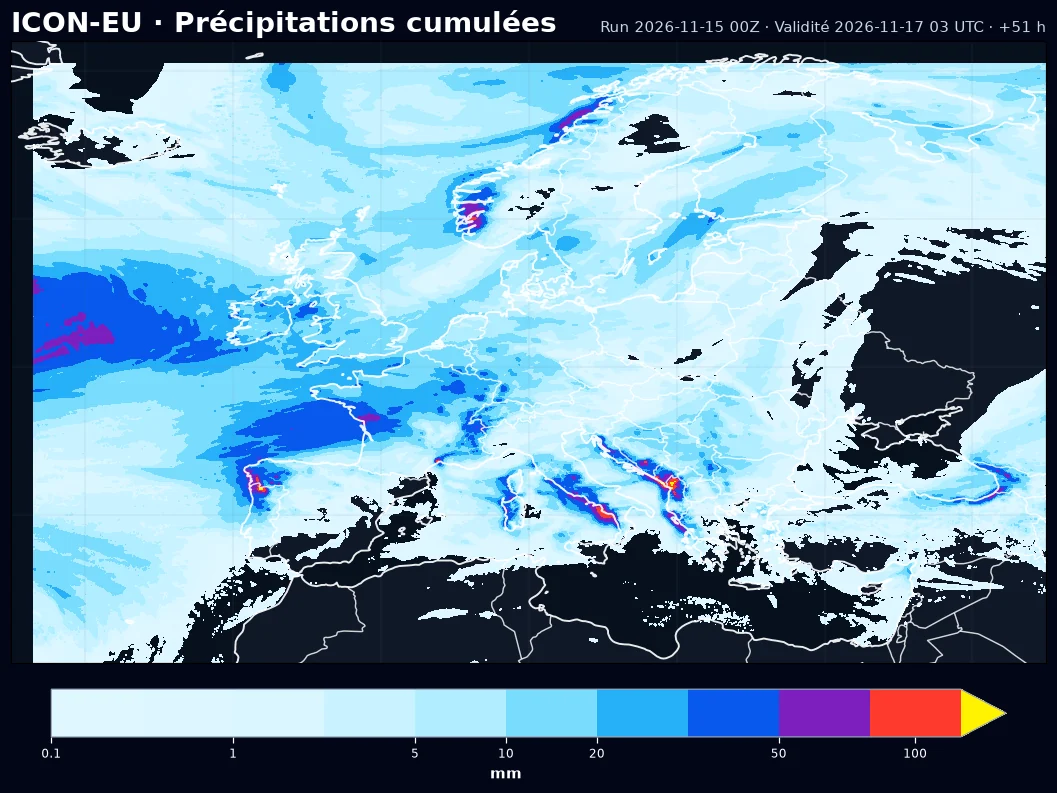 ICON-EU · Précipitations cumulées
Run 2026-11-15 00Z · Validité 2026-11-17 03 UTC · +51 h
0.1 1 5 10 20 50 100
mm